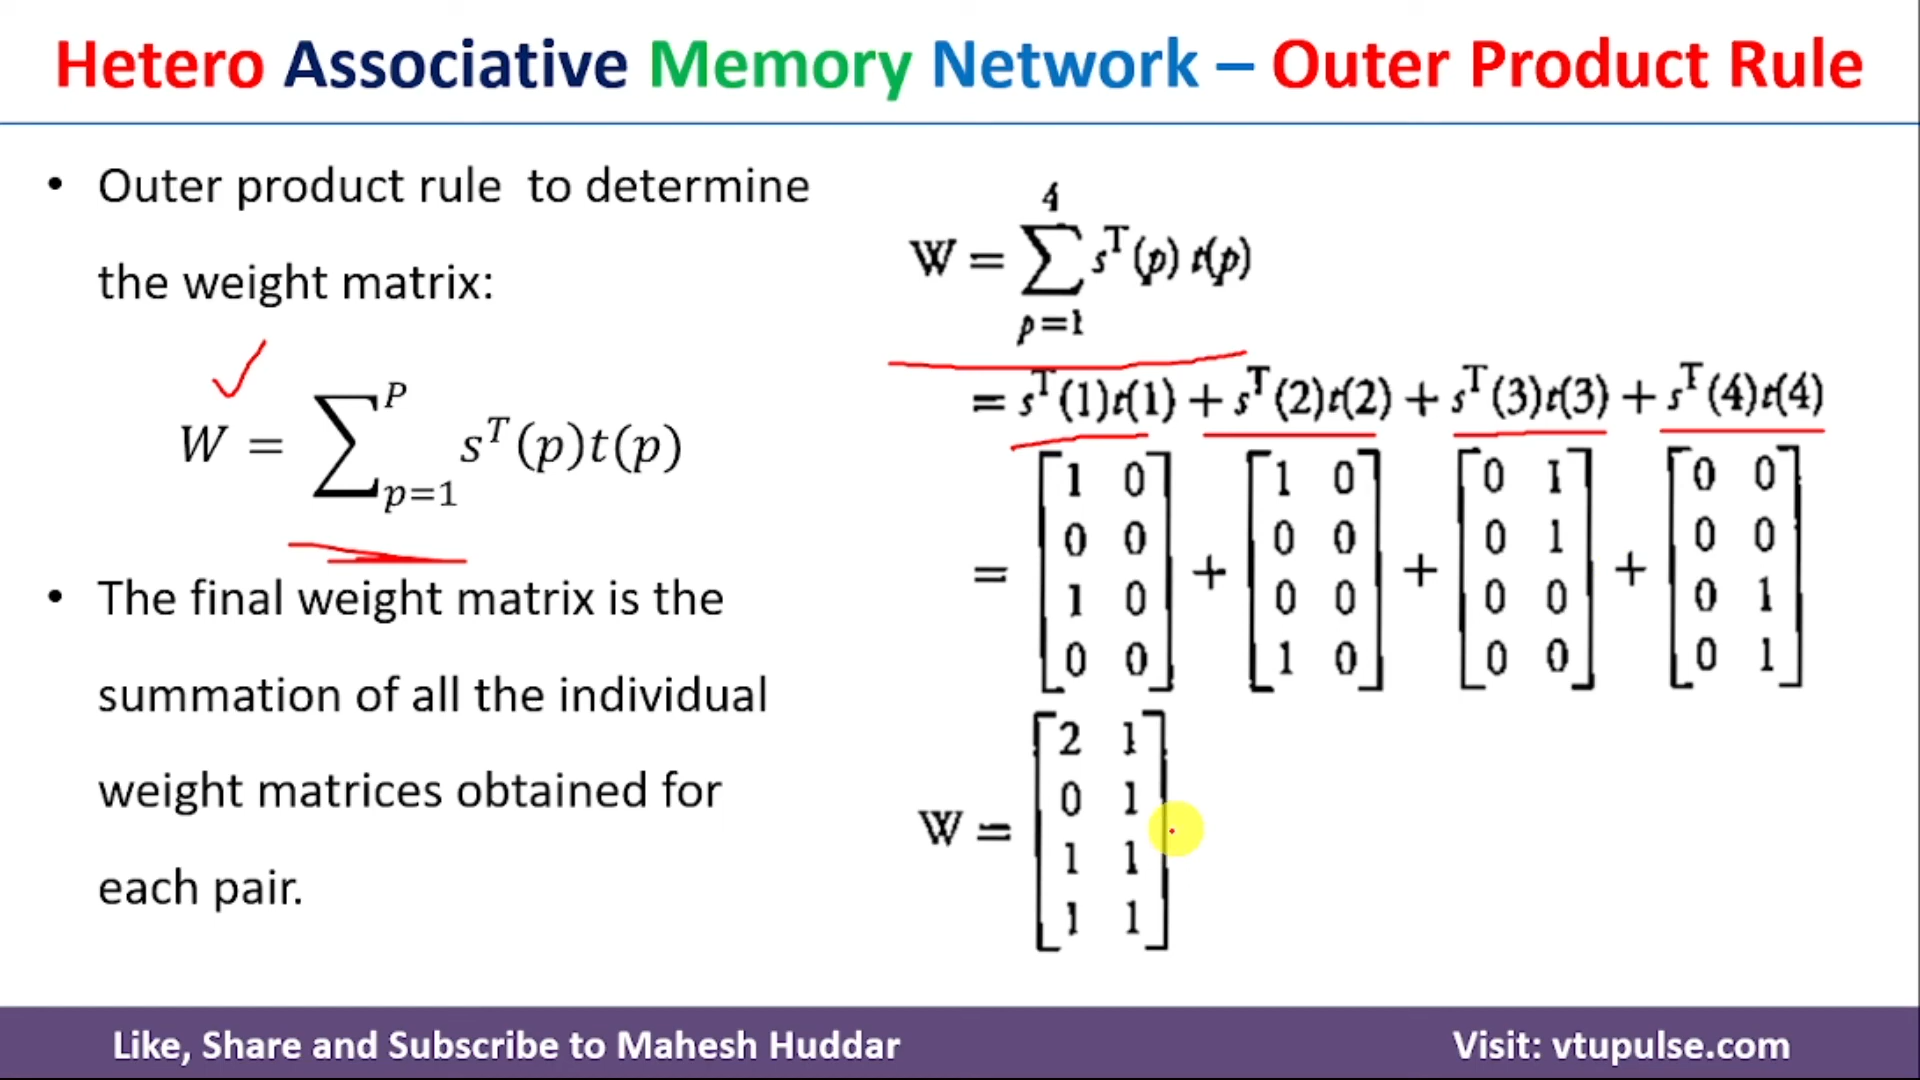 Hetero Associative Memory Network – Outer Product Rule
• Outer product rule to determine
the weight matrix:
W = ∑_{p=1}^{P} s^T(p)t(p)
• The final weight matrix is the
summation of all the individual
weight matrices obtained for
each pair.
W = ∑_{p=1}^{4} s^T(p) t(p)
= s^T(1)t(1) + s^T(2)t(2) + s^T(3)t(3) + s^T(4)t(4)
= [1 0; 0 0; 1 0; 0 0] + [1 0; 0 0; 0 0; 1 0] + [0 1; 0 1; 0 0; 0 0] + [0 0; 0 0; 0 1; 0 1]
W = [2 1; 0 1; 1 1; 1 1]
Like, Share and Subscribe to Mahesh Huddar
Visit: vtupulse.com